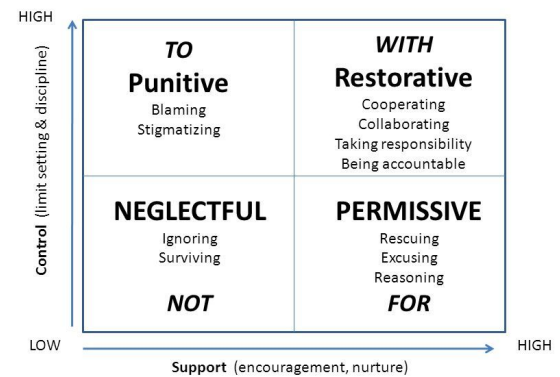 HIGH
TO
Punitive
Blaming
Stigmatizing
WITH
Restorative
Cooperating
Collaborating
Taking responsibility
Being accountable
Control (limit setting & discipline)
NEGLECTFUL
Ignoring
Surviving
NOT
PERMISSIVE
Rescuing
Excusing
Reasoning
FOR
LOW
HIGH
Support (encouragement, nurture)